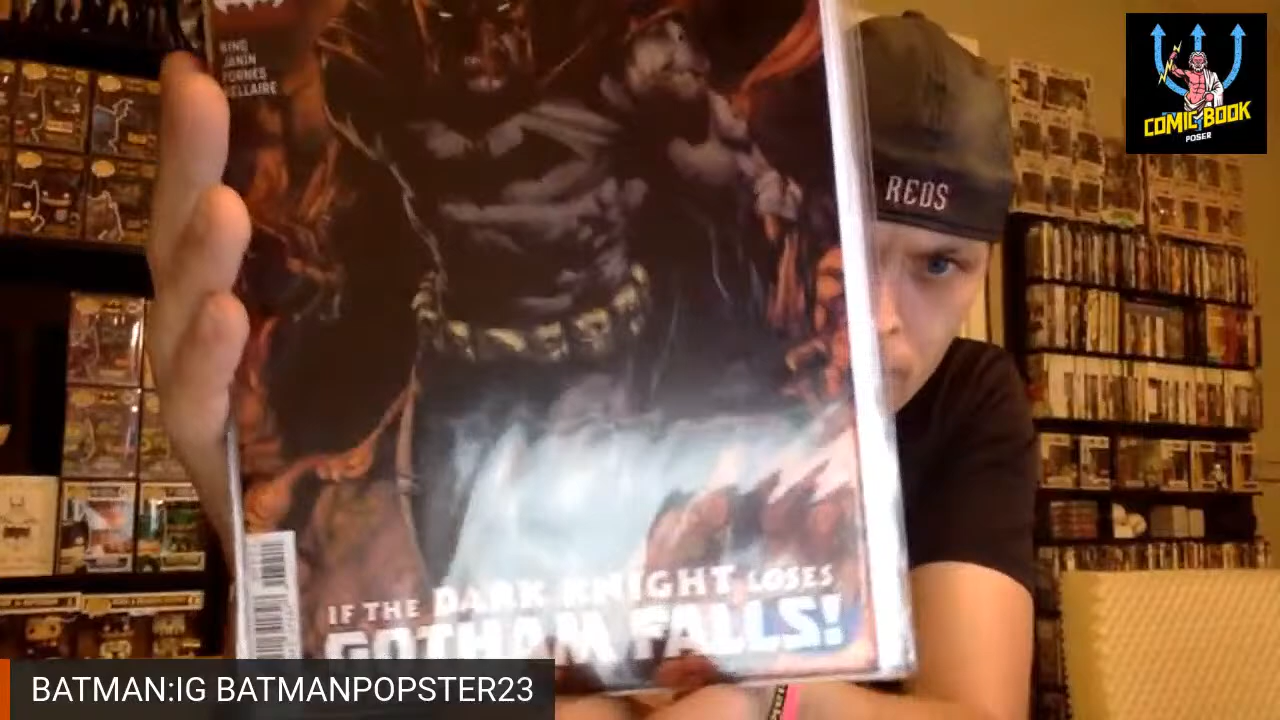 KING
JANIN
FORNES
BELLAIRE
REDS
COMIC BOOK
POSER
IF THE DARK KNIGHT LOSES
GOTHAM FALLS!
BATMAN:IG BATMANPOPSTER23